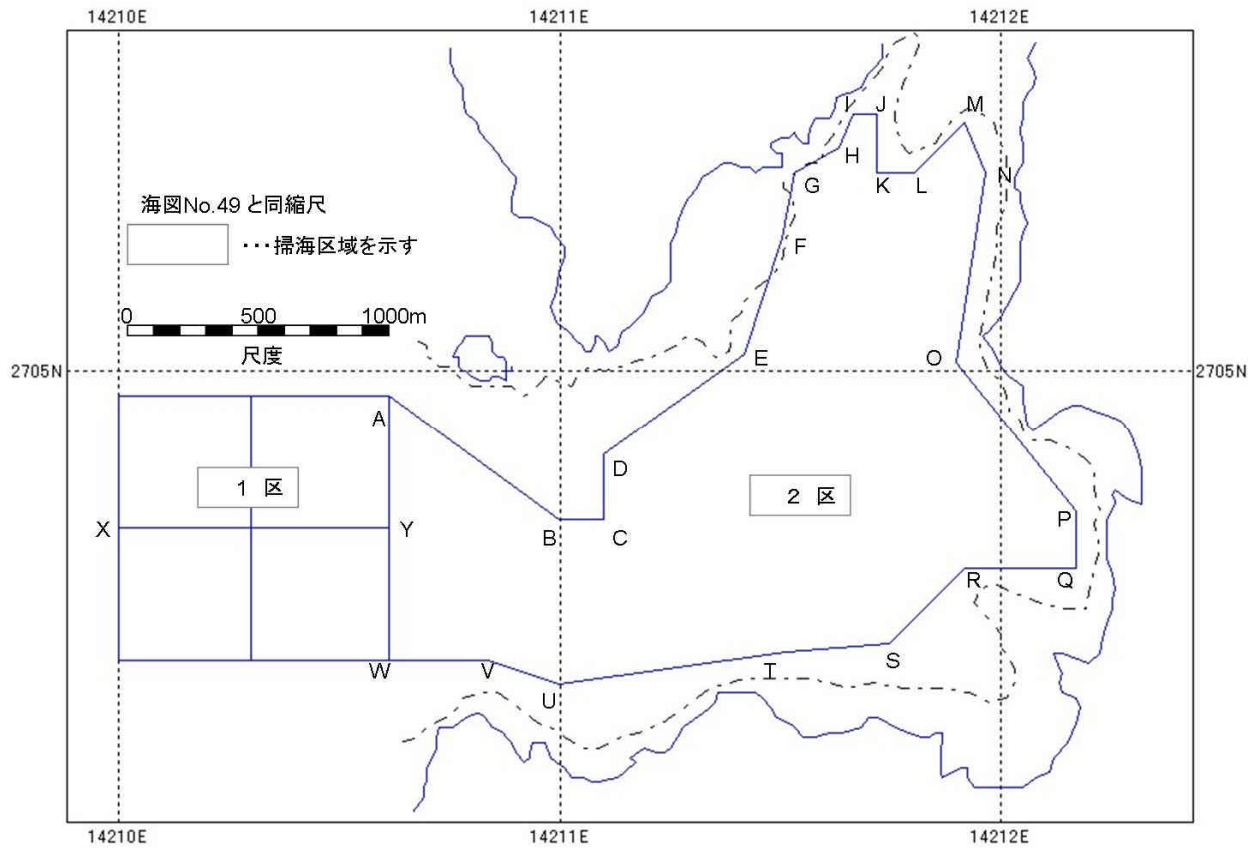 14210E 14211E 14212E
I J M
H
G K L N
海図No.49 と同縮尺
･･･掃海区域を示す
F
0 500 1000m
尺度
E O
2705N 2705N
A
D
1 区 2 区
X Y B C P
R Q
W V S
U T
14210E 14211E 14212E